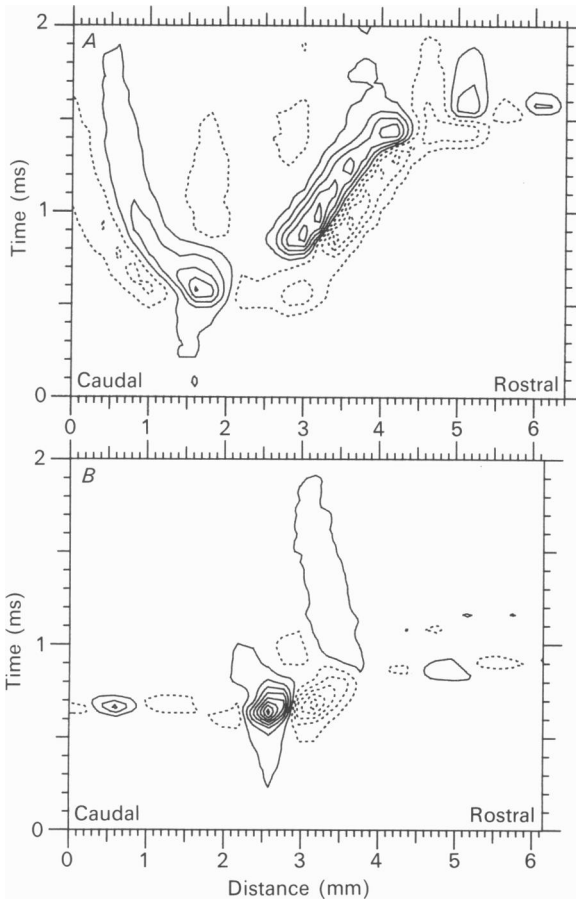 2
A
Time (ms)
1
0
Caudal
Rostral
0 1 2 3 4 5 6
2
B
Time (ms)
1
0
Caudal
Rostral
0 1 2 3 4 5 6
Distance (mm)